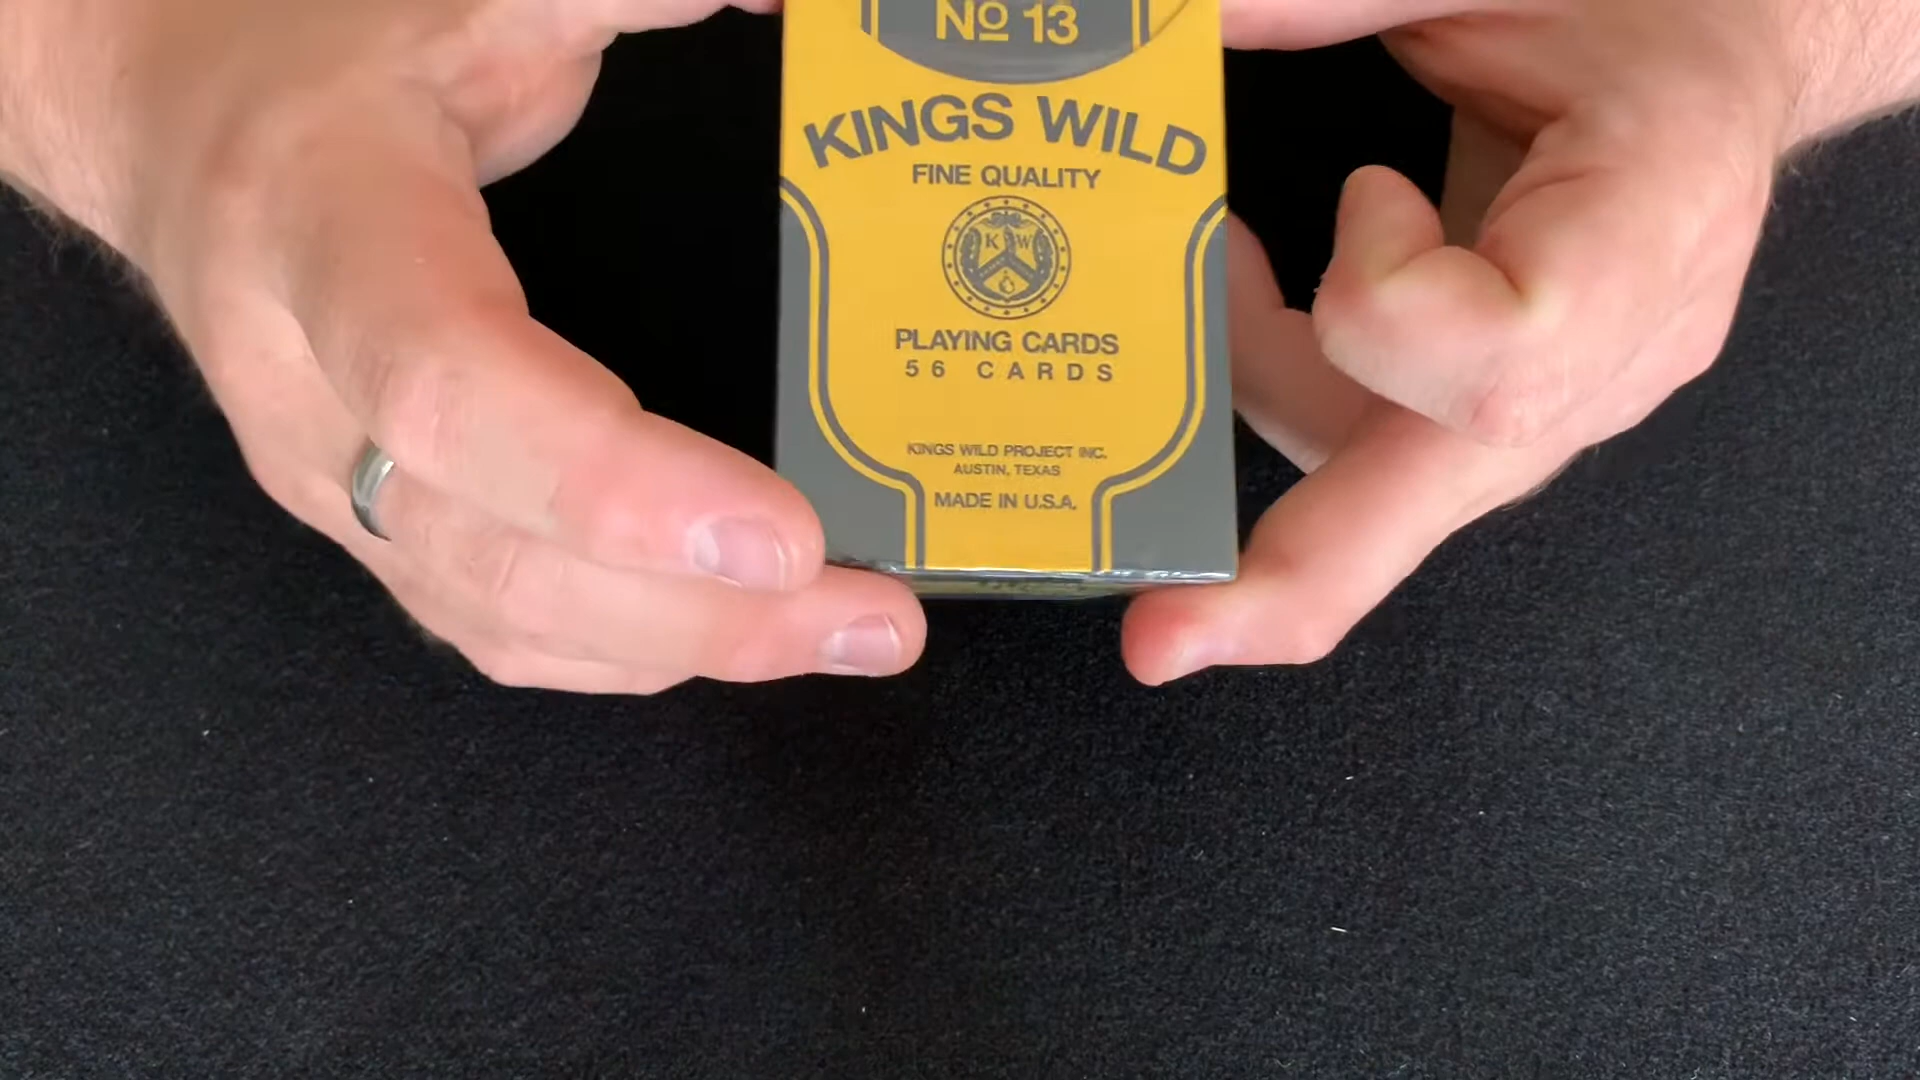 No 13
KINGS WILD
FINE QUALITY
K W
PLAYING CARDS
56 CARDS
KINGS WILD PROJECT INC.
AUSTIN, TEXAS
MADE IN U.S.A.